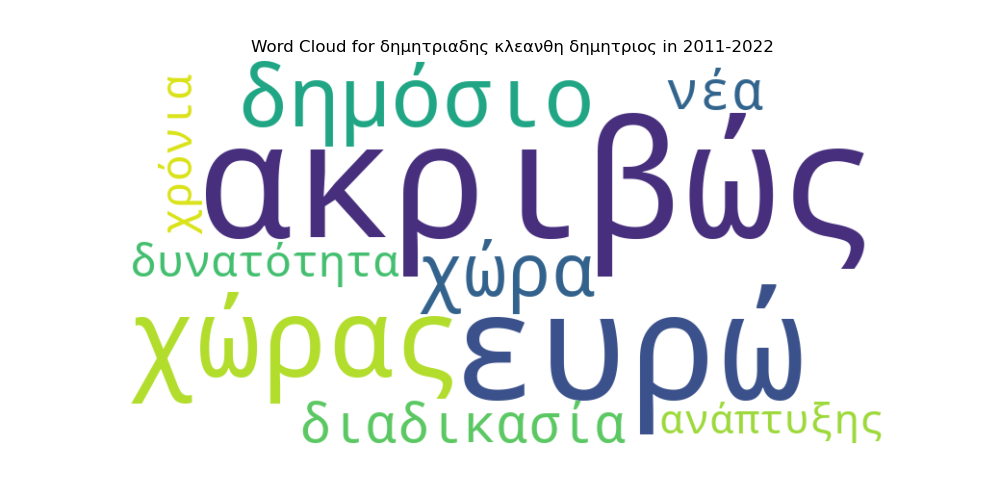 Word Cloud for δημητριαδης κλεανθη δημητριος in 2011-2022
δημόσιο
νέα
χρόνια
ακριβώς
δυνατότητα
χώρα
χώρας
ευρώ
διαδικασία
ανάπτυξης